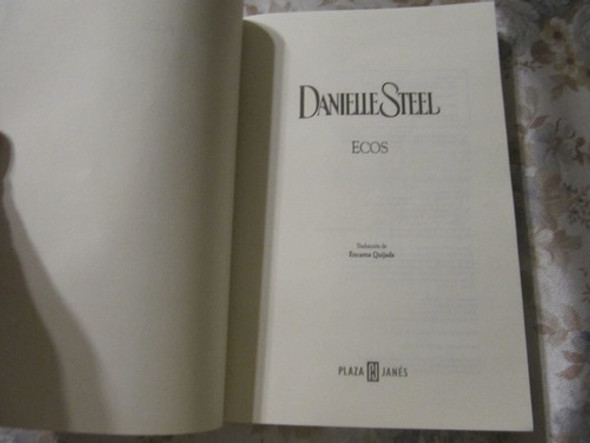 DANIELLE STEEL
ECOS
Traducción de
Encarna Quijada
PLAZA JANÉS